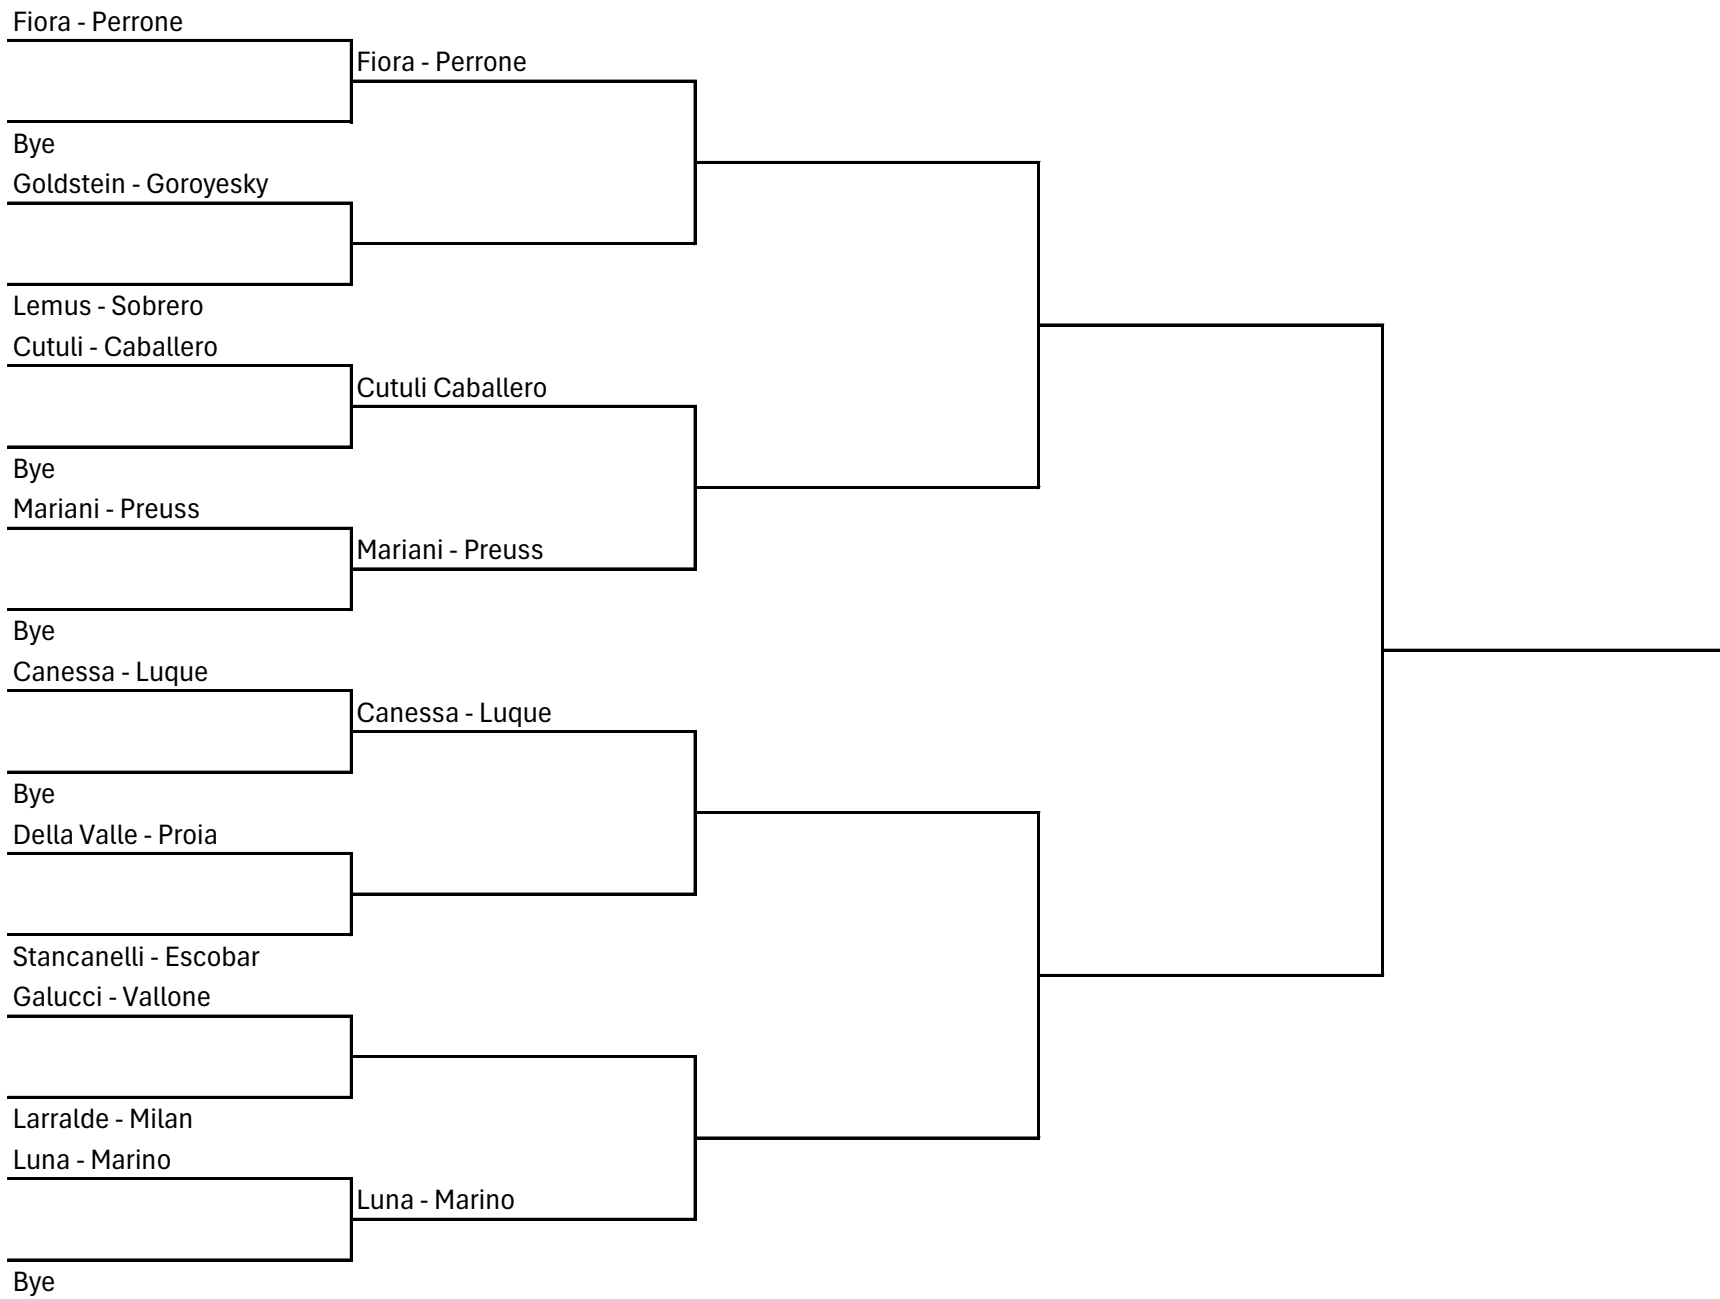 Fiora - Perrone
Fiora - Perrone
Bye
Goldstein - Goroyesky
Lemus - Sobrero
Cutuli - Caballero
Cutuli Caballero
Bye
Mariani - Preuss
Mariani - Preuss
Bye
Canessa - Luque
Canessa - Luque
Bye
Della Valle - Proia
Stancanelli - Escobar
Galucci - Vallone
Larralde - Milan
Luna - Marino
Luna - Marino
Bye